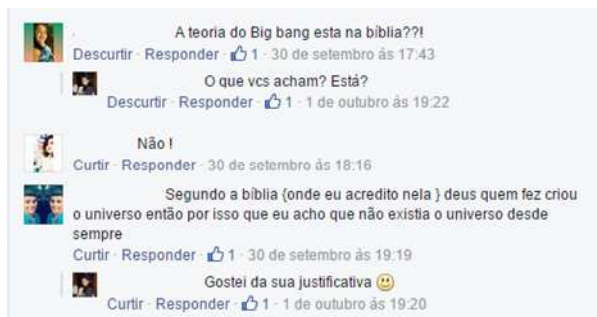 A teoria do Big bang esta na bíblia??!
Descurtir · Responder · 1 · 30 de setembro às 17:43
O que vcs acham? Está?
Descurtir · Responder · 1 · 1 de outubro às 19:22
Não !
Curtir · Responder · 30 de setembro às 18:16
Segundo a bíblia {onde eu acredito nela } deus quem fez criou
o universo então por isso que eu acho que não existia o universo desde
sempre
Curtir · Responder · 1 · 30 de setembro às 19:19
Gostei da sua justificativa
Curtir · Responder · 1 · 1 de outubro às 19:20